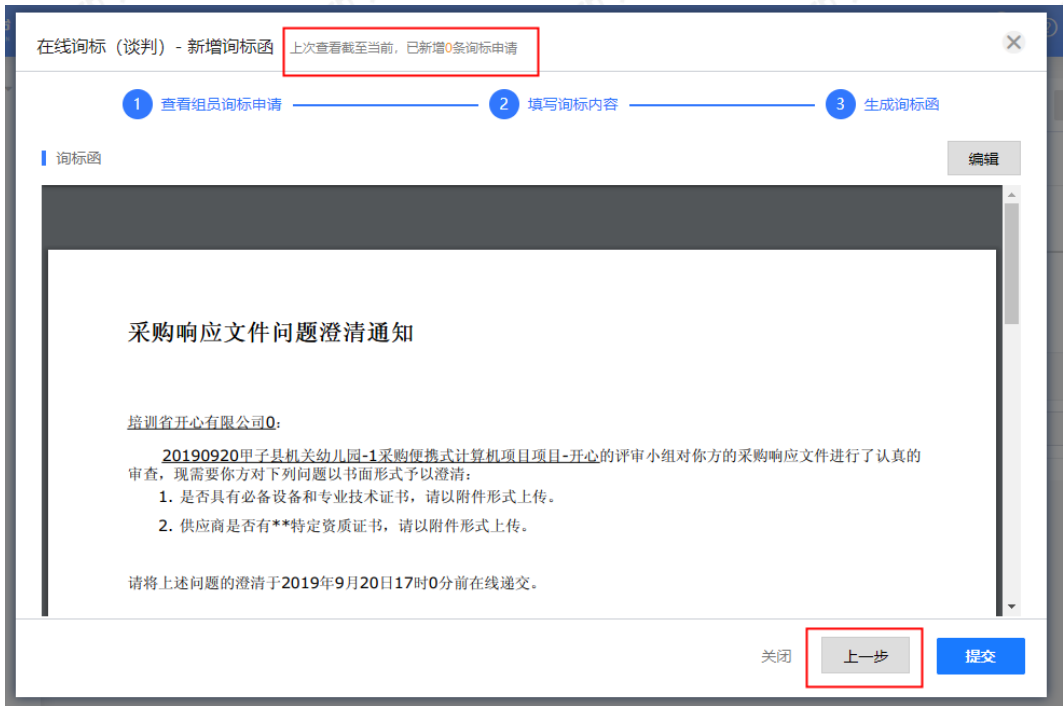 在线询标（谈判）- 新增询标函 上次查看截至当前，已新增0条询标申请
1 查看组员询标申请 2 填写询标内容 3 生成询标函
询标函 编辑
采购响应文件问题澄清通知
培训省开心有限公司0：
20190920甲子县机关幼儿园-1采购便携式计算机项目项目-开心的评审小组对你方的采购响应文件进行了认真的
审查，现需要你方对下列问题以书面形式予以澄清：
1. 是否具有必备设备和专业技术证书，请以附件形式上传。
2. 供应商是否有**特定资质证书，请以附件形式上传。
请将上述问题的澄清于2019年9月20日17时0分前在线递交。
关闭 上一步 提交